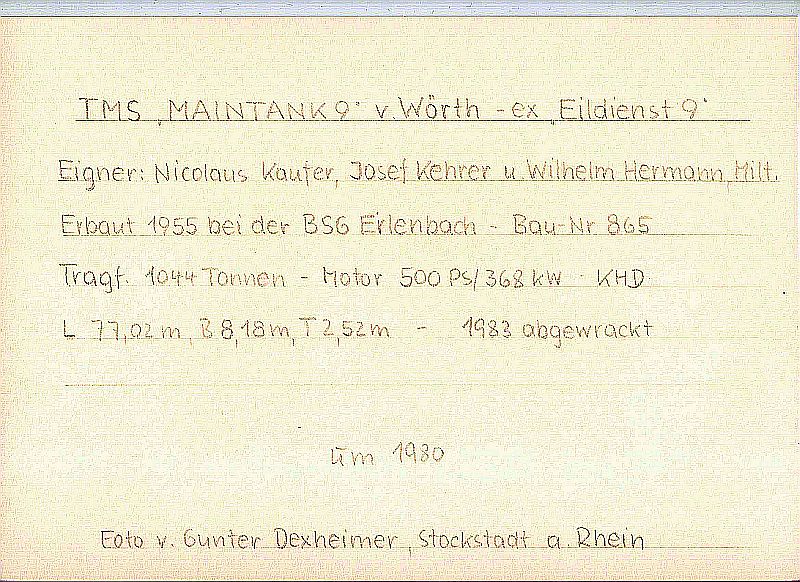 TMS „MAINTANK 9" v. Wörth - ex „Eildienst 9"
Eigner: Nicolaus Kaufer, Josef Kehrer u. Wilhelm Hermann, Milt.
Erbaut 1955 bei der BSG Erlenbach - Bau-Nr 865
Tragf. 1044 Tonnen - Motor 500 PS/368 kW - KHD
L 77,02 m, B 8,18 m, T 2,52 m - 1983 abgewrackt
um 1980
Foto v. Gunter Dexheimer, Stockstadt a. Rhein